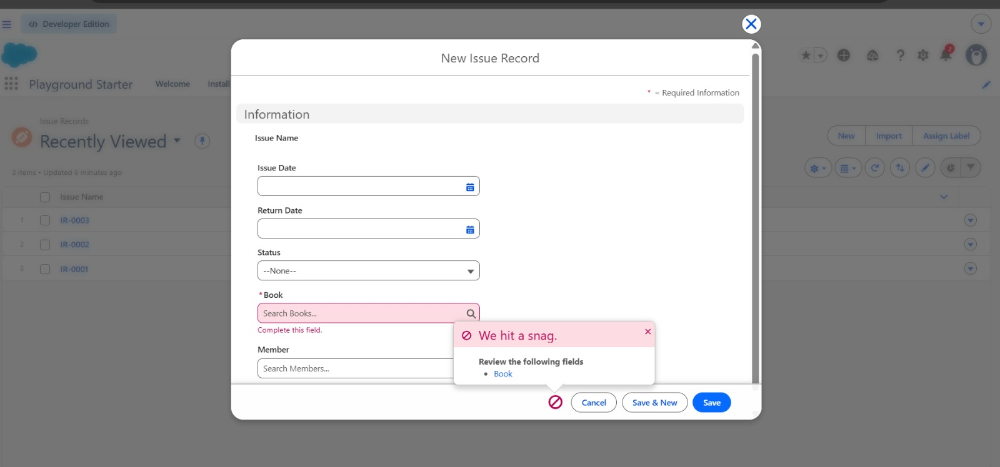 Developer Edition
New Issue Record
2
Playground Starter
Welcome
Install
* = Required Information
Information
Issue Records
Recently Viewed
New
Import
Assign Label
3 items • Updated 6 minutes ago
Issue Name
1
IR-0003
2
IR-0002
3
IR-0001
Issue Name
Issue Date
Return Date
Status
--None--
*Book
Search Books...
Complete this field.
Member
Search Members...
We hit a snag.
Review the following fields
• Book
Cancel
Save & New
Save